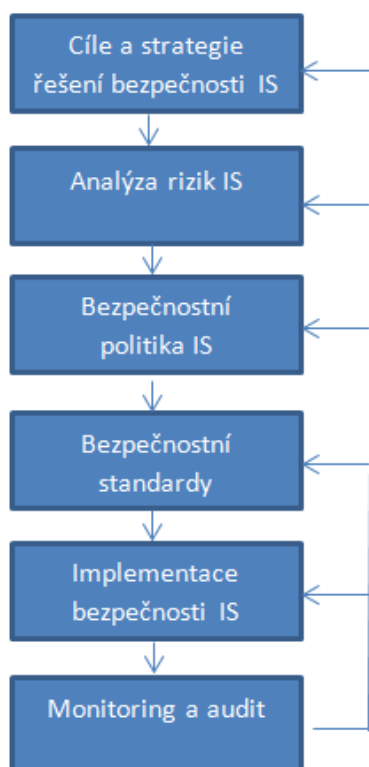 Cíle a strategie
řešení bezpečnosti IS
Analýza rizik IS
Bezpečnostní
politika IS
Bezpečnostní
standardy
Implementace
bezpečnosti IS
Monitoring a audit